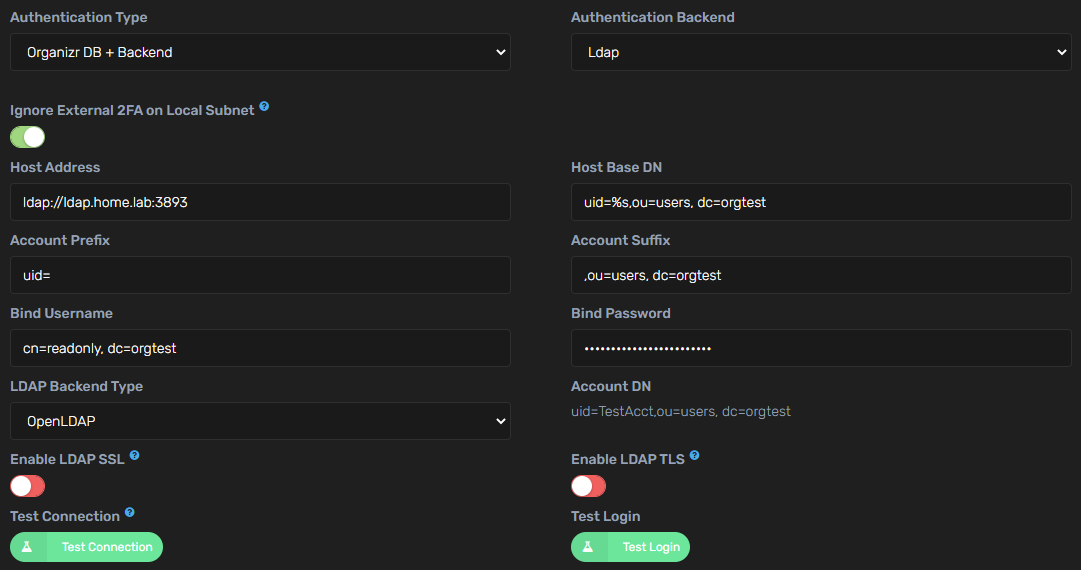 Authentication Type
Authentication Backend
Organizr DB + Backend
Ldap
Ignore External 2FA on Local Subnet ?
Host Address
Host Base DN
ldap://ldap.home.lab:3893
uid=%s,ou=users, dc=orgtest
Account Prefix
Account Suffix
uid=
,ou=users, dc=orgtest
Bind Username
Bind Password
cn=readonly, dc=orgtest
••••••••••••••••••••••••
LDAP Backend Type
Account DN
OpenLDAP
uid=TestAcct,ou=users, dc=orgtest
Enable LDAP SSL ?
Enable LDAP TLS ?
Test Connection ?
Test Login
Test Connection
Test Login